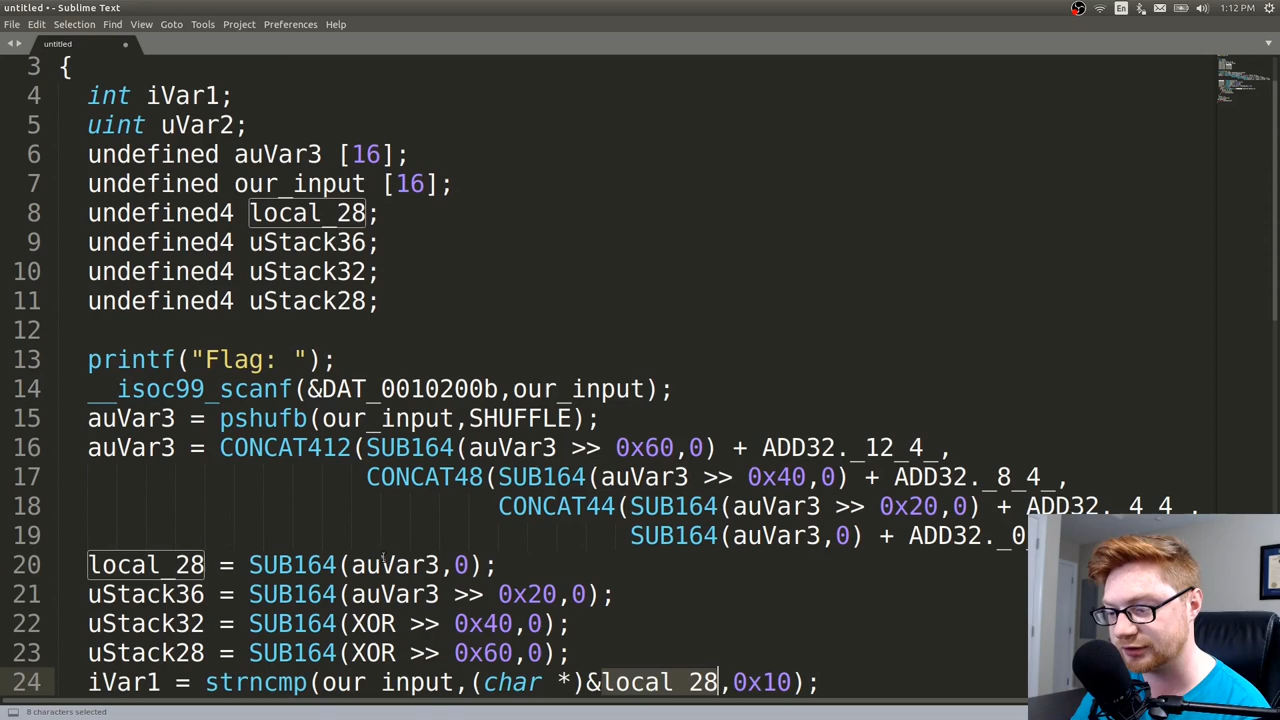 untitled • - Sublime Text
En
1:12 PM
File Edit Selection Find View Goto Tools Project Preferences Help
untitled
3 {
4 int iVar1;
5 uint uVar2;
6 undefined auVar3 [16];
7 undefined our_input [16];
8 undefined4 local_28;
9 undefined4 uStack36;
10 undefined4 uStack32;
11 undefined4 uStack28;
12
13 printf("Flag: ");
14 __isoc99_scanf(&DAT_0010200b,our_input);
15 auVar3 = pshufb(our_input,SHUFFLE);
16 auVar3 = CONCAT412(SUB164(auVar3 >> 0x60,0) + ADD32._12_4_,
17 CONCAT48(SUB164(auVar3 >> 0x40,0) + ADD32._8_4_,
18 CONCAT44(SUB164(auVar3 >> 0x20,0) + ADD32._4_4_,
19 SUB164(auVar3,0) + ADD32._0_
20 local_28 = SUB164(auVar3,0);
21 uStack36 = SUB164(auVar3 >> 0x20,0);
22 uStack32 = SUB164(XOR >> 0x40,0);
23 uStack28 = SUB164(XOR >> 0x60,0);
24 iVar1 = strncmp(our_input,(char *)&local_28,0x10);
8 characters selected